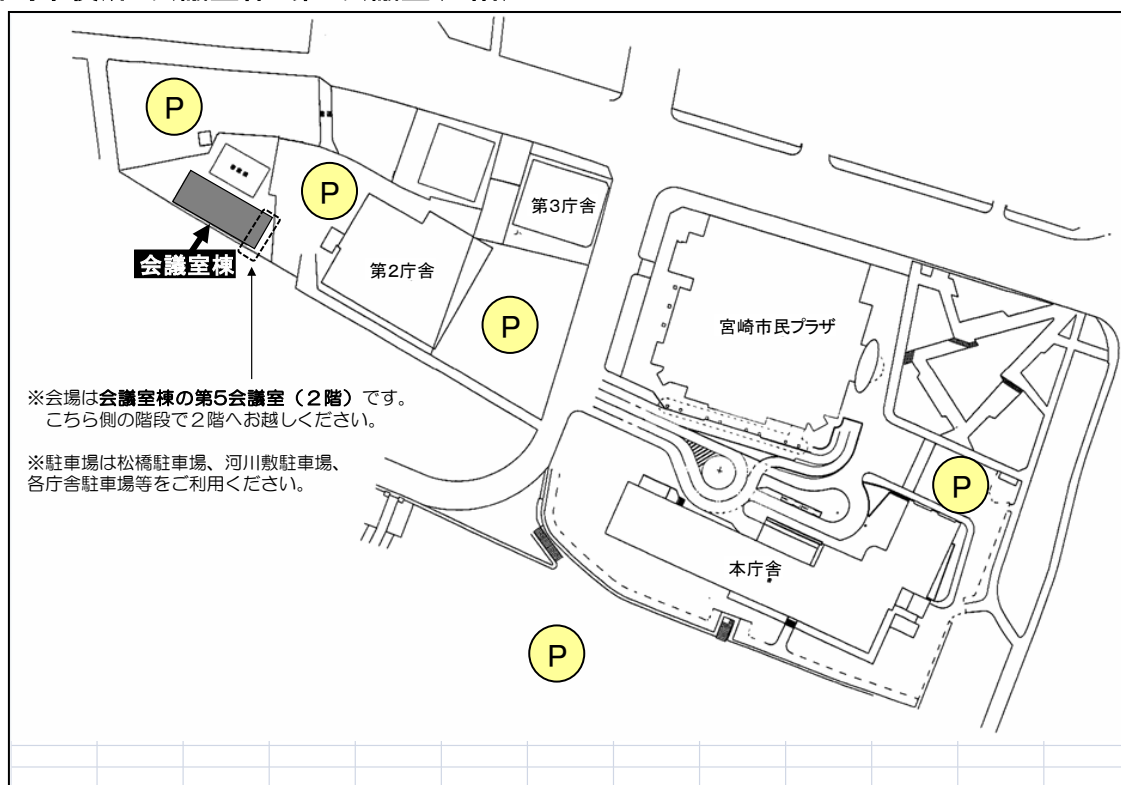 P
P
第3庁舎
会議室棟
第2庁舎
P
宮崎市民プラザ
※会場は会議室棟の第5会議室（２階）です。
こちら側の階段で２階へお越しください。
※駐車場は松橋駐車場、河川敷駐車場、
各庁舎駐車場等をご利用ください。
P
本庁舎
P